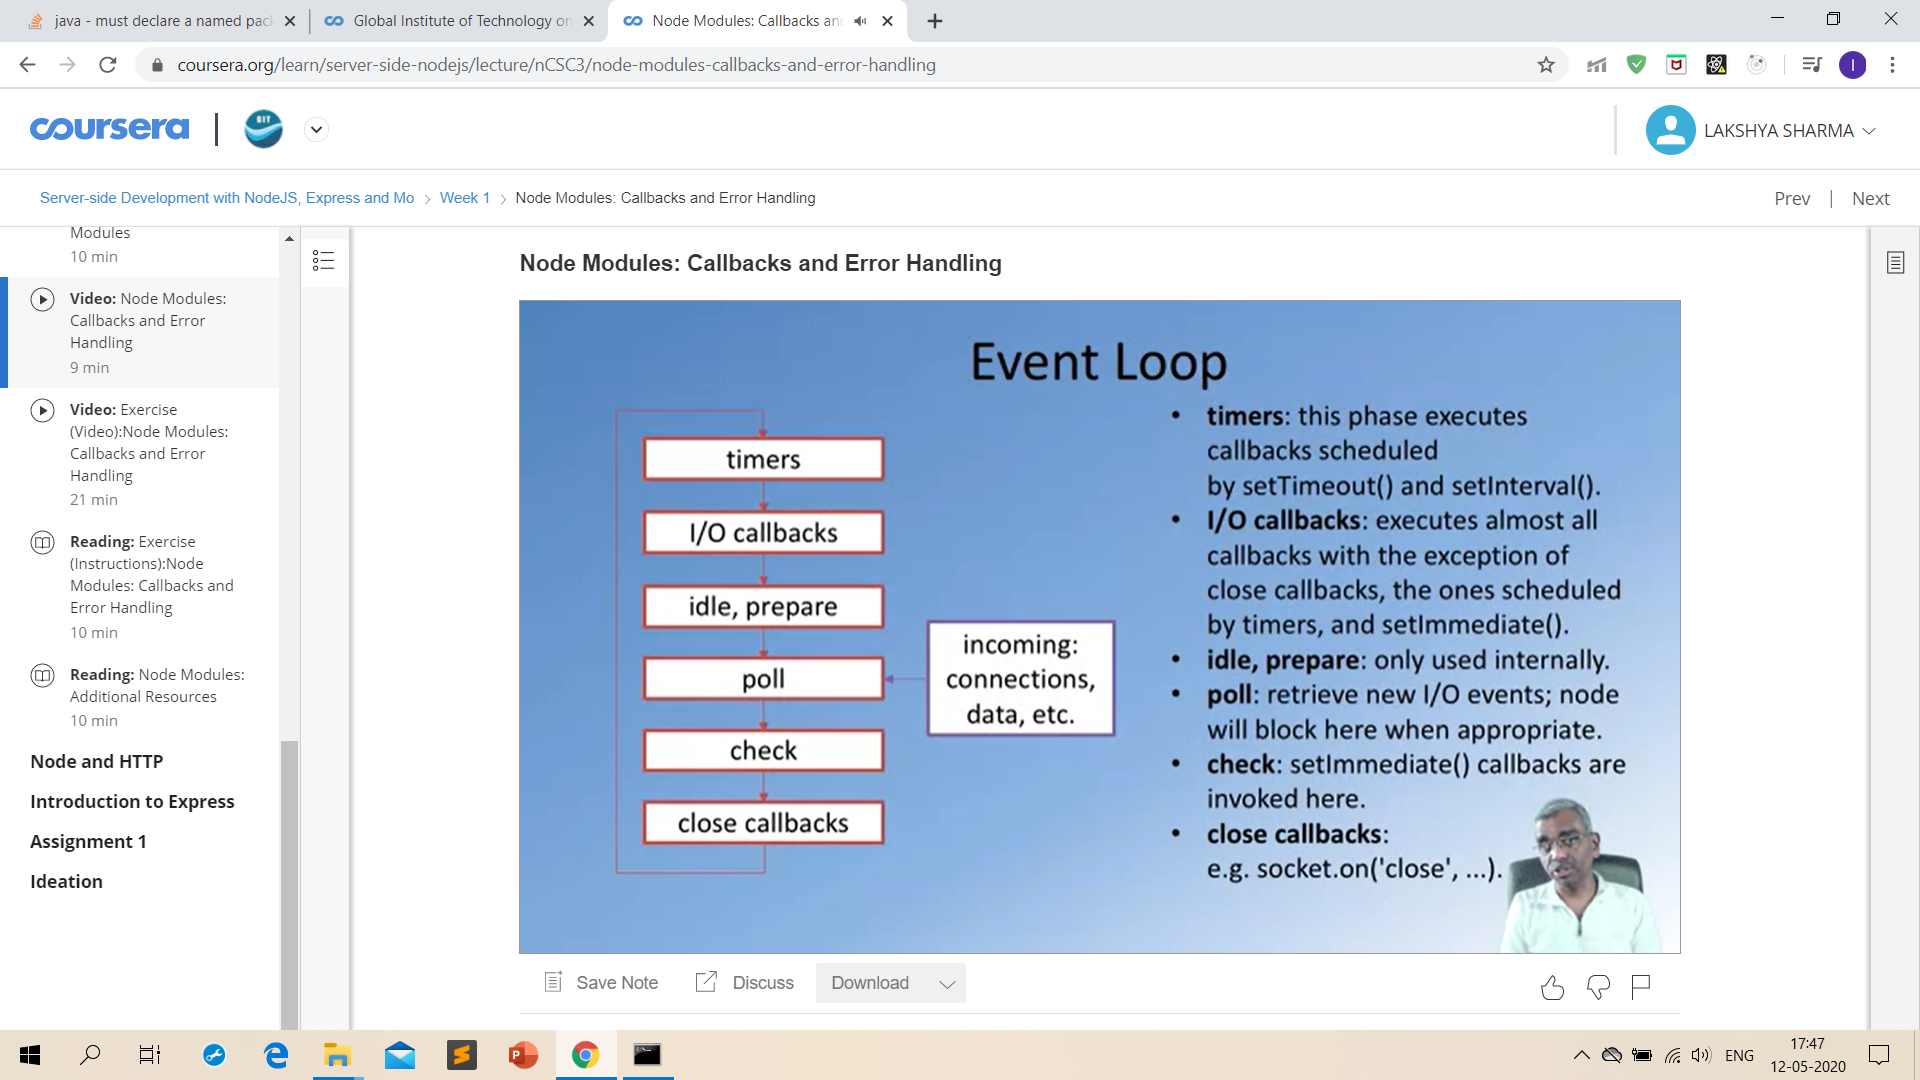 java - must declare a named pac
Global Institute of Technology on
Node Modules: Callbacks an
coursera.org/learn/server-side-nodejs/lecture/nCSC3/node-modules-callbacks-and-error-handling
I
coursera
GIT
LAKSHYA SHARMA
Server-side Development with NodeJS, Express and Mo > Week 1 > Node Modules: Callbacks and Error Handling
Prev | Next
Modules
10 min
Video: Node Modules:
Callbacks and Error
Handling
9 min
Video: Exercise
(Video):Node Modules:
Callbacks and Error
Handling
21 min
Reading: Exercise
(Instructions):Node
Modules: Callbacks and
Error Handling
10 min
Reading: Node Modules:
Additional Resources
10 min
Node and HTTP
Introduction to Express
Assignment 1
Ideation
Node Modules: Callbacks and Error Handling
Event Loop
timers
I/O callbacks
idle, prepare
poll
check
close callbacks
incoming:
connections,
data, etc.
• timers: this phase executes
callbacks scheduled
by setTimeout() and setInterval().
• I/O callbacks: executes almost all
callbacks with the exception of
close callbacks, the ones scheduled
by timers, and setImmediate().
• idle, prepare: only used internally.
• poll: retrieve new I/O events; node
will block here when appropriate.
• check: setImmediate() callbacks are
invoked here.
• close callbacks:
e.g. socket.on('close', ...).
Save Note
Discuss
Download
ENG
17:47
12-05-2020